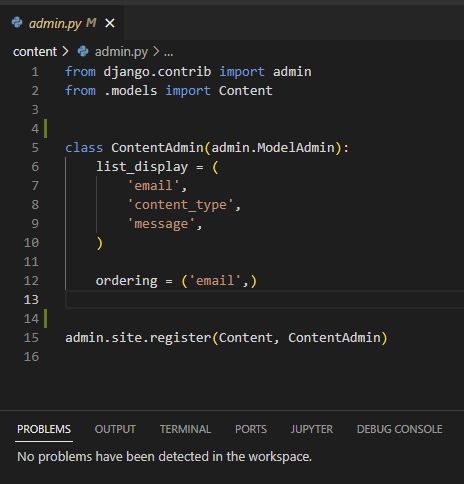 admin.py M
content > admin.py > ...
1 from django.contrib import admin
2 from .models import Content
3
4
5 class ContentAdmin(admin.ModelAdmin):
6     list_display = (
7         'email',
8         'content_type',
9         'message',
10     )
11
12     ordering = ('email',)
13
14
15 admin.site.register(Content, ContentAdmin)
16
PROBLEMS OUTPUT TERMINAL PORTS JUPYTER DEBUG CONSOLE
No problems have been detected in the workspace.